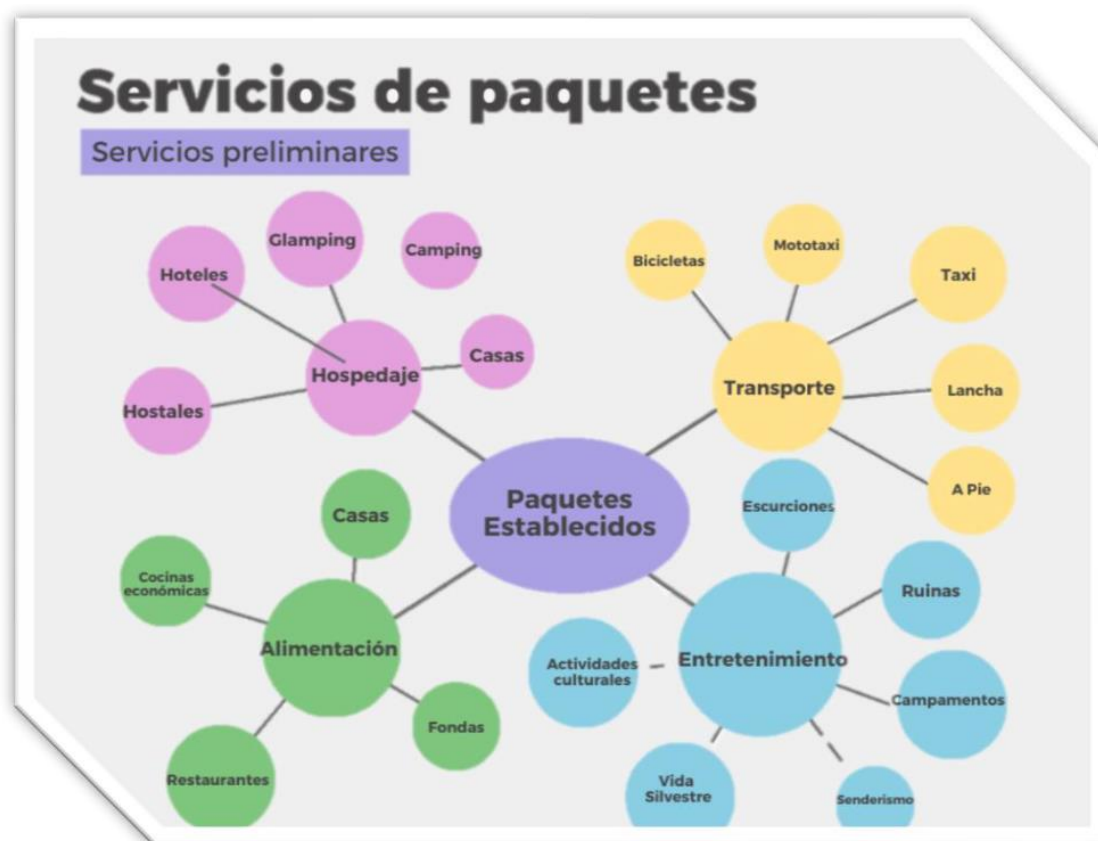 Servicios de paquetes
Servicios preliminares
Glamping
Camping
Hoteles
Casas
Hospedaje
Hostales
Bicicletas
Mototaxi
Taxi
Transporte
Lancha
A Pie
Paquetes
Establecidos
Casas
Cocinas
económicas
Alimentación
Fondas
Restaurantes
Escurciones
Ruinas
Actividades
culturales
Entretenimiento
Campamentos
Vida
Silvestre
Senderismo